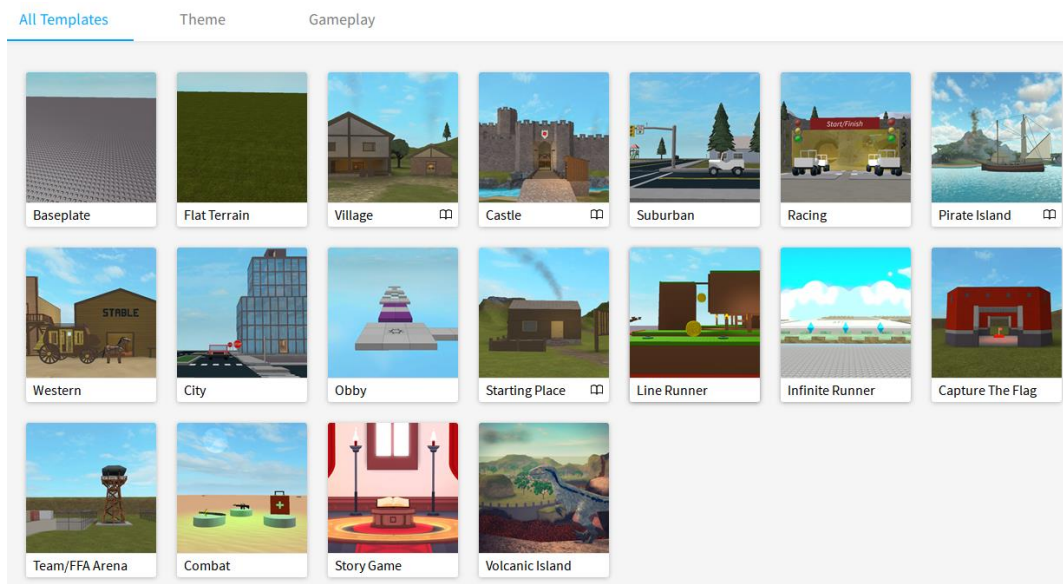 All Templates Theme Gameplay
Baseplate Flat Terrain Village Castle Suburban Racing Pirate Island
Start/Finish
Western City Obby Starting Place Line Runner Infinite Runner Capture The Flag
STABLE
Team/FFA Arena Combat Story Game Volcanic Island